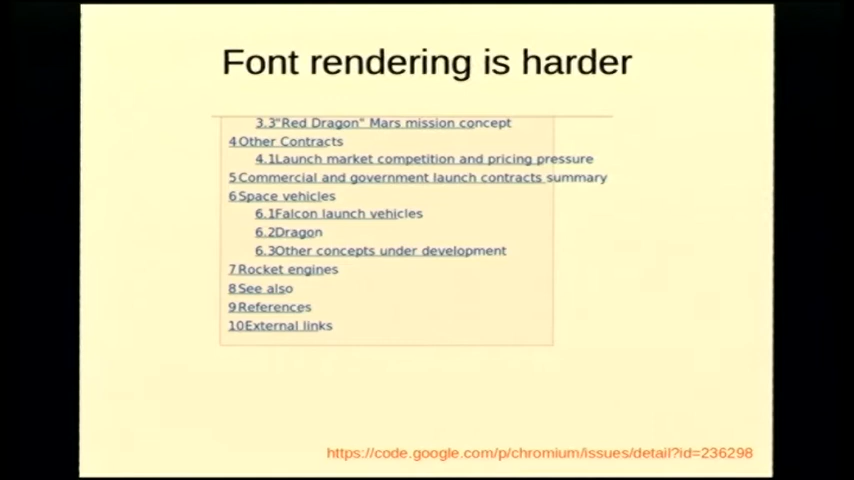 Font rendering is harder
3.3"Red Dragon" Mars mission concept
4Other Contracts
4.1Launch market competition and pricing pressure
5Commercial and government launch contracts summary
6Space vehicles
6.1Falcon launch vehicles
6.2Dragon
6.3Other concepts under development
7Rocket engines
8See also
9References
10External links
https://code.google.com/p/chromium/issues/detail?id=236298